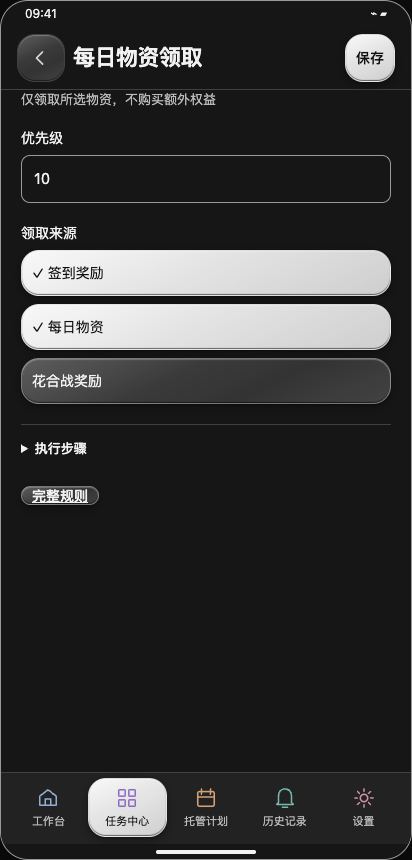 09:41
每日物资领取
保存
仅领取所选物资，不购买额外权益
优先级
10
领取来源
✓ 签到奖励
✓ 每日物资
花合战奖励
▶ 执行步骤
完整规则
工作台
任务中心
托管计划
历史记录
设置